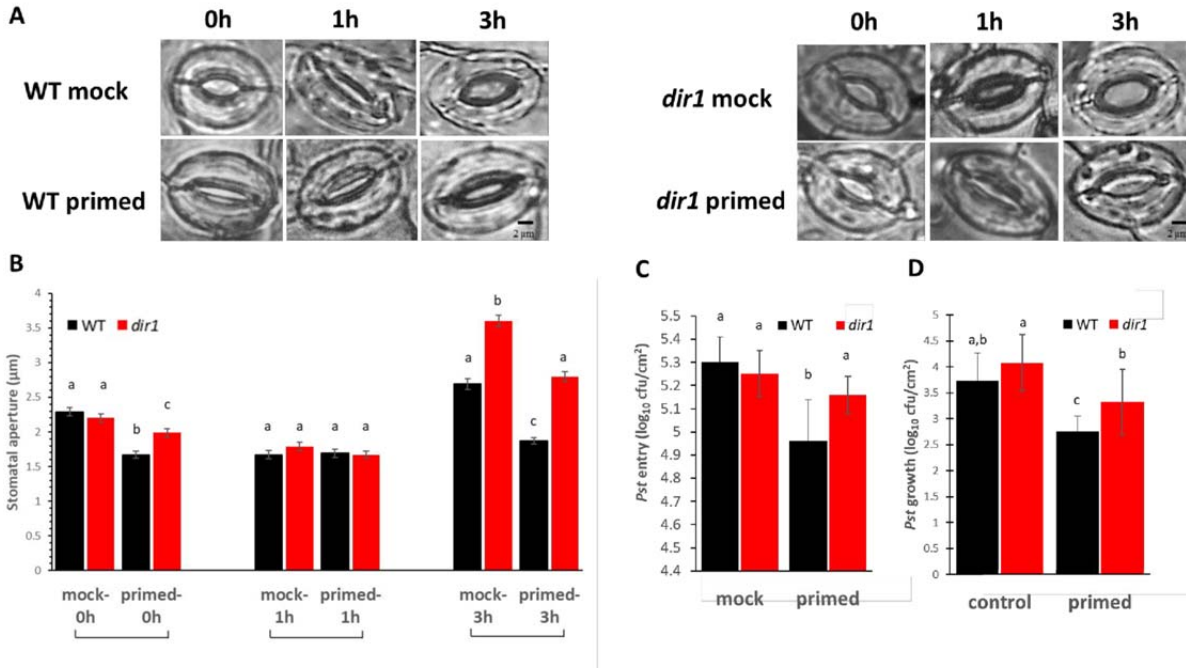 A
0h 1h 3h
WT mock
WT primed
2 µm
0h 1h 3h
dir1 mock
dir1 primed
2 µm
B
Stomatal aperture (µm)
4
3.5
3
2.5
2
1.5
1
0.5
0
WT dir1
a a b c
a a a a
a b c a
mock-0h primed-0h mock-1h primed-1h mock-3h primed-3h
C
Pst entry (log10 cfu/cm2)
5.5
5.4
5.3
5.2
5.1
5
4.9
4.8
4.7
4.6
4.5
4.4
WT dir1
a a b a
mock primed
D
Pst growth (log10 cfu/cm2)
5
4.5
4
3.5
3
2.5
2
1.5
1
0.5
0
WT dir1
a,b a c b
control primed